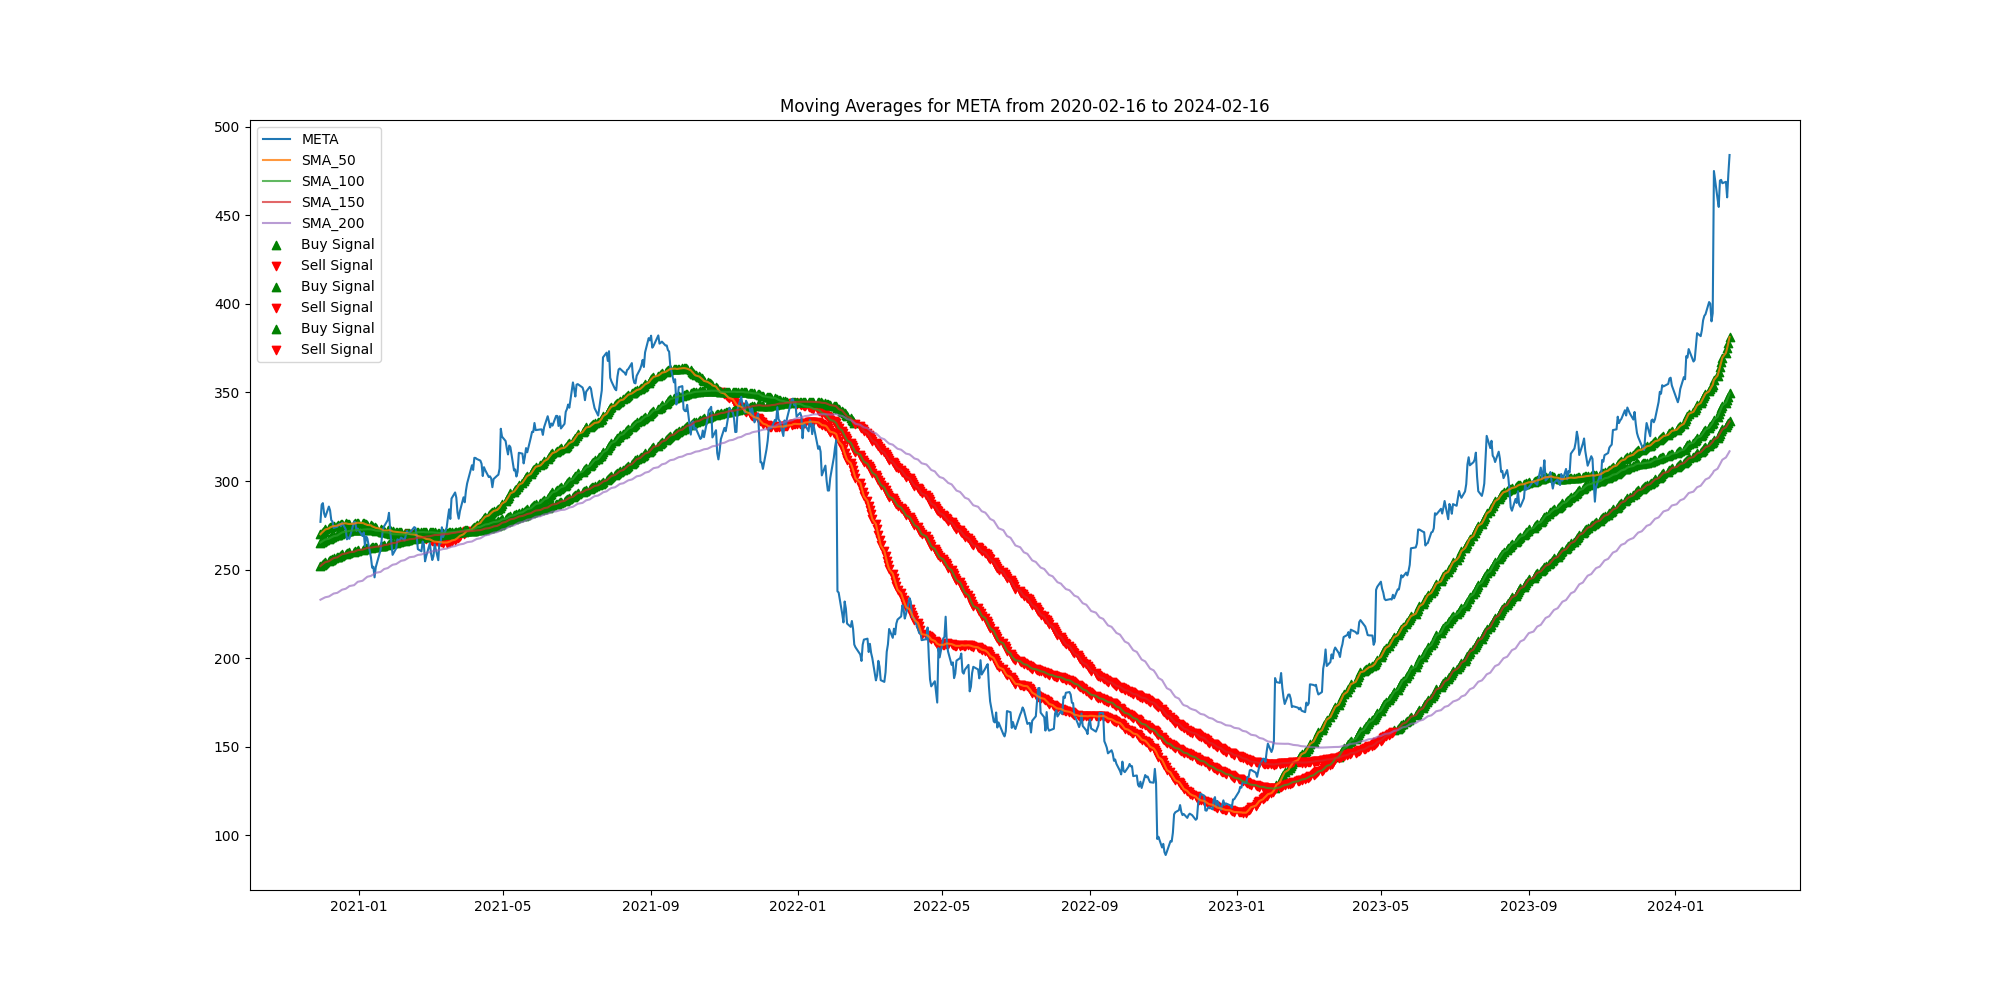 Moving Averages for META from 2020-02-16 to 2024-02-16
500
450
400
350
300
250
200
150
100
META
SMA_50
SMA_100
SMA_150
SMA_200
Buy Signal
Sell Signal
Buy Signal
Sell Signal
Buy Signal
Sell Signal
2021-01 2021-05 2021-09 2022-01 2022-05 2022-09 2023-01 2023-05 2023-09 2024-01